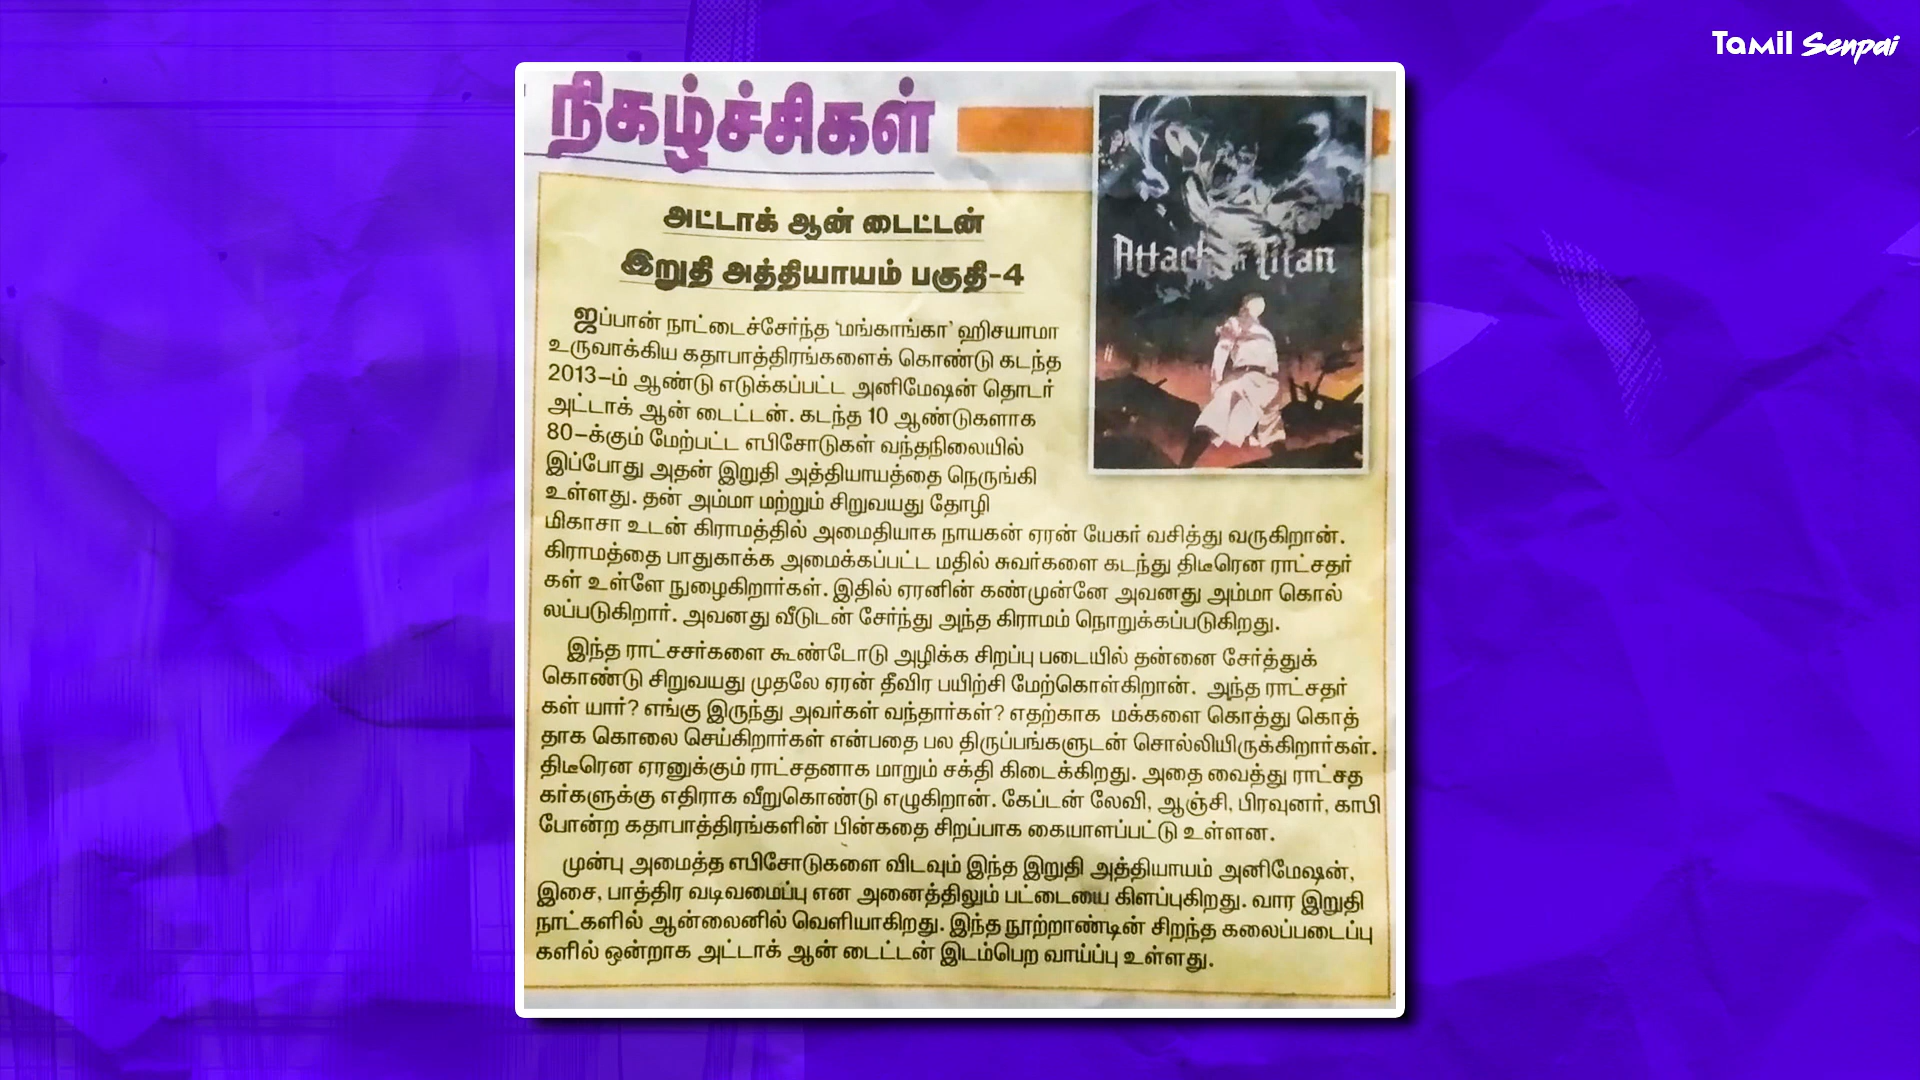 Tamil Senpai
நிகழ்ச்சிகள்
Attack on Titan
அட்டாக் ஆன் டைட்டன்
இறுதி அத்தியாயம் பகுதி-4
ஜப்பான் நாட்டைச்சேர்ந்த 'மங்காங்கா' ஹிசயாமா
உருவாக்கிய கதாபாத்திரங்களைக் கொண்டு கடந்த
2013-ம் ஆண்டு எடுக்கப்பட்ட அனிமேஷன் தொடர்
அட்டாக் ஆன் டைட்டன். கடந்த 10 ஆண்டுகளாக
80-க்கும் மேற்பட்ட எபிசோடுகள் வந்தநிலையில்
இப்போது அதன் இறுதி அத்தியாயத்தை நெருங்கி
உள்ளது. தன் அம்மா மற்றும் சிறுவயது தோழி
மிகாசா உடன் கிராமத்தில் அமைதியாக நாயகன் ஏரன் யேகர் வசித்து வருகிறான்.
கிராமத்தை பாதுகாக்க அமைக்கப்பட்ட மதில் சுவர்களை கடந்து திடீரென ராட்சதர்
கள் உள்ளே நுழைகிறார்கள். இதில் ஏரனின் கண்முன்னே அவனது அம்மா கொல்
லப்படுகிறார். அவனது வீடுடன் சேர்ந்து அந்த கிராமம் நொறுக்கப்படுகிறது.
இந்த ராட்சசர்களை கூண்டோடு அழிக்க சிறப்பு படையில் தன்னை சேர்த்துக்
கொண்டு சிறுவயது முதலே ஏரன் தீவிர பயிற்சி மேற்கொள்கிறான். அந்த ராட்சதர்
கள் யார்? எங்கு இருந்து அவர்கள் வந்தார்கள்? எதற்காக மக்களை கொத்து கொத்
தாக கொலை செய்கிறார்கள் என்பதை பல திருப்பங்களுடன் சொல்லியிருக்கிறார்கள்.
திடீரென ஏரனுக்கும் ராட்சதனாக மாறும் சக்தி கிடைக்கிறது. அதை வைத்து ராட்சத
கர்களுக்கு எதிராக வீறுகொண்டு எழுகிறான். கேப்டன் லேவி, ஆஞ்சி, பிரவுனர், காபி
போன்ற கதாபாத்திரங்களின் பின்கதை சிறப்பாக கையாளப்பட்டு உள்ளன.
முன்பு அமைத்த எபிசோடுகளை விடவும் இந்த இறுதி அத்தியாயம் அனிமேஷன்,
இசை, பாத்திர வடிவமைப்பு என அனைத்திலும் பட்டையை கிளப்புகிறது. வார இறுதி
நாட்களில் ஆன்லைனில் வெளியாகிறது. இந்த நூற்றாண்டின் சிறந்த கலைப்படைப்பு
களில் ஒன்றாக அட்டாக் ஆன் டைட்டன் இடம்பெற வாய்ப்பு உள்ளது.